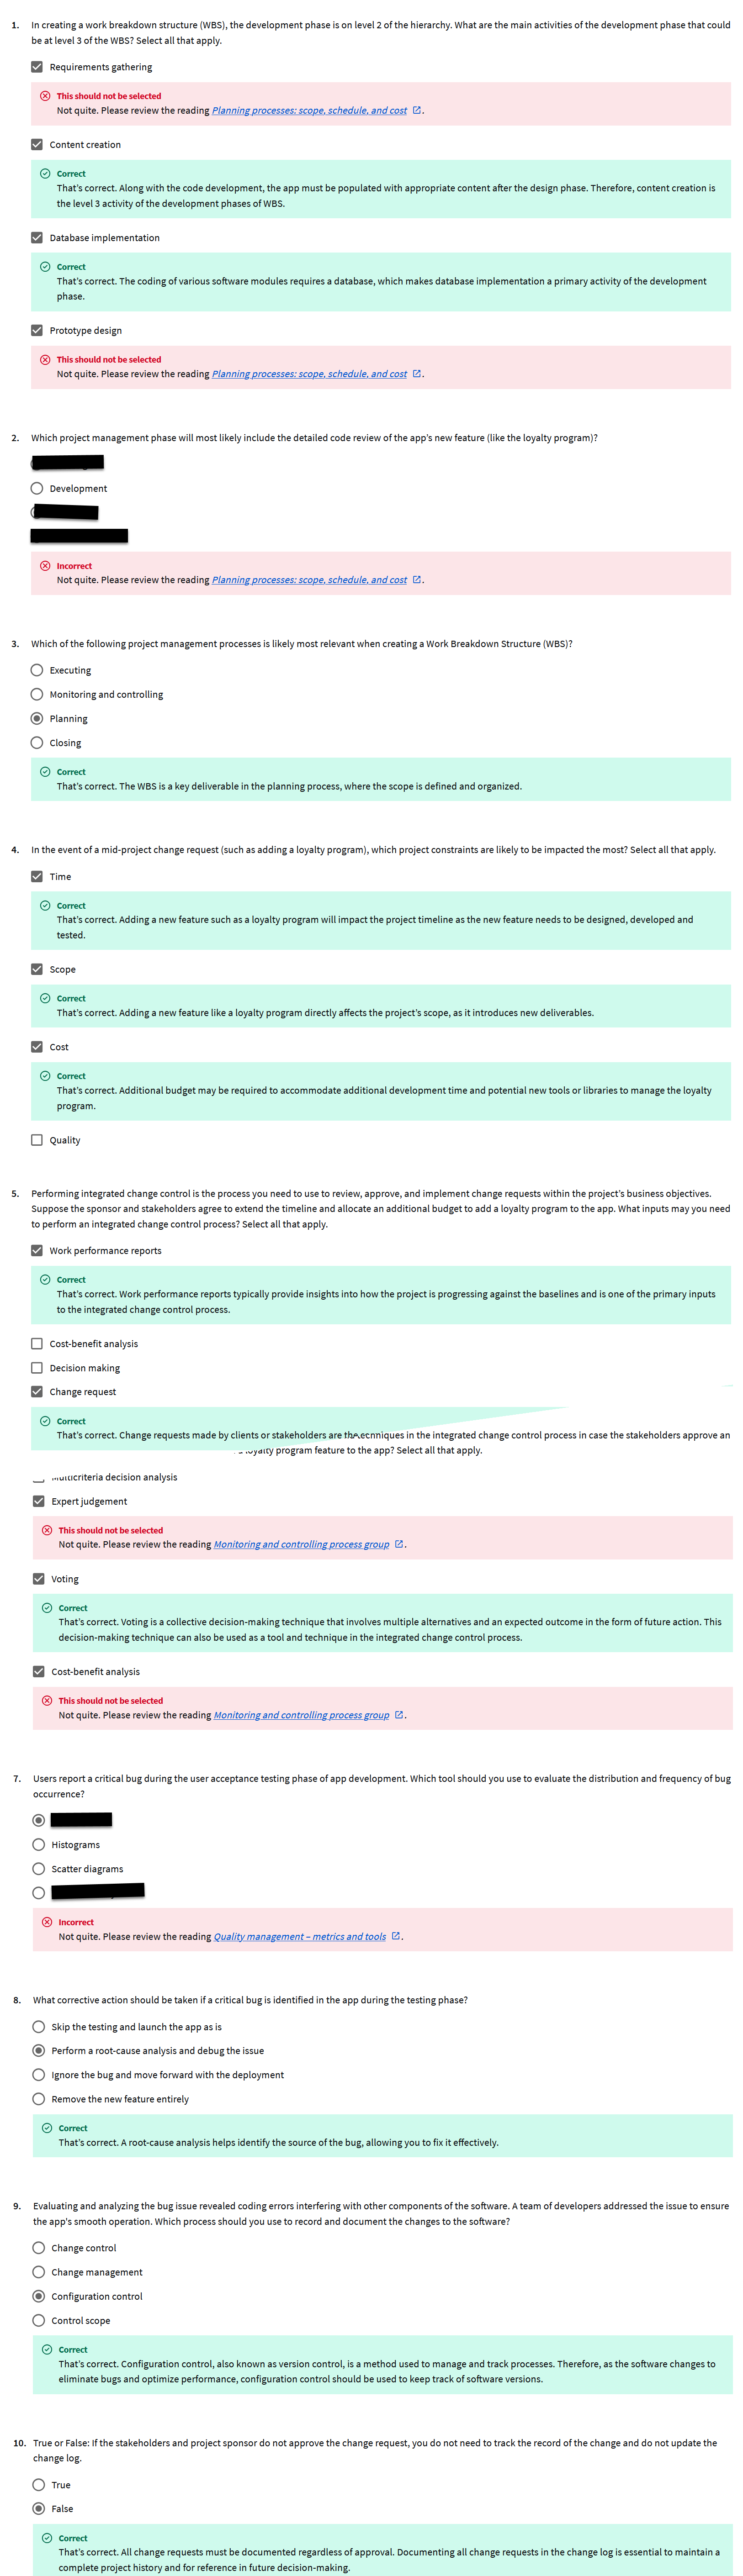 1. In creating a work breakdown structure (WBS), the development phase is on level 2 of the hierarchy. What are the main activities of the development phase that could
be at level 3 of the WBS? Select all that apply.
Requirements gathering
This should not be selected
Not quite. Please review the reading Planning processes: scope, schedule, and cost.
Content creation
Correct
That's correct. Along with the code development, the app must be populated with appropriate content after the design phase. Therefore, content creation is
the level 3 activity of the development phases of WBS.
Database implementation
Correct
That's correct. The coding of various software modules requires a database, which makes database implementation a primary activity of the development
phase.
Prototype design
This should not be selected
Not quite. Please review the reading Planning processes: scope, schedule, and cost.
2. Which project management phase will most likely include the detailed code review of the app's new feature (like the loyalty program)?
Development
Incorrect
Not quite. Please review the reading Planning processes: scope, schedule, and cost.
3. Which of the following project management processes is likely most relevant when creating a Work Breakdown Structure (WBS)?
Executing
Monitoring and controlling
Planning
Closing
Correct
That's correct. The WBS is a key deliverable in the planning process, where the scope is defined and organized.
4. In the event of a mid-project change request (such as adding a loyalty program), which project constraints are likely to be impacted the most? Select all that apply.
Time
Correct
That's correct. Adding a new feature such as a loyalty program will impact the project timeline as the new feature needs to be designed, developed and
tested.
Scope
Correct
That's correct. Adding a new feature like a loyalty program directly affects the project's scope, as it introduces new deliverables.
Cost
Correct
That's correct. Additional budget may be required to accommodate additional development time and potential new tools or libraries to manage the loyalty
program.
Quality
5. Performing integrated change control is the process you need to use to review, approve, and implement change requests within the project's business objectives.
Suppose the sponsor and stakeholders agree to extend the timeline and allocate an additional budget to add a loyalty program to the app. What inputs may you need
to perform an integrated change control process? Select all that apply.
Work performance reports
Correct
That's correct. Work performance reports typically provide insights into how the project is progressing against the baselines and is one of the primary inputs
to the integrated change control process.
Cost-benefit analysis
Decision making
Change request
Correct
That's correct. Change requests made by clients or stakeholders are in the integrated change control process in case the stakeholders approve an
loyalty program feature to the app? Select all that apply.
Multicriteria decision analysis
Expert judgement
This should not be selected
Not quite. Please review the reading Monitoring and controlling process group.
Voting
Correct
That's correct. Voting is a collective decision-making technique that involves multiple alternatives and an expected outcome in the form of future action. This
decision-making technique can also be used as a tool and technique in the integrated change control process.
Cost-benefit analysis
This should not be selected
Not quite. Please review the reading Monitoring and controlling process group.
7. Users report a critical bug during the user acceptance testing phase of app development. Which tool should you use to evaluate the distribution and frequency of bug
occurrence?
Histograms
Scatter diagrams
Incorrect
Not quite. Please review the reading Quality management – metrics and tools.
8. What corrective action should be taken if a critical bug is identified in the app during the testing phase?
Skip the testing and launch the app as is
Perform a root-cause analysis and debug the issue
Ignore the bug and move forward with the deployment
Remove the new feature entirely
Correct
That's correct. A root-cause analysis helps identify the source of the bug, allowing you to fix it effectively.
9. Evaluating and analyzing the bug issue revealed coding errors interfering with other components of the software. A team of developers addressed the issue to ensure
the app's smooth operation. Which process should you use to record and document the changes to the software?
Change control
Change management
Configuration control
Control scope
Correct
That's correct. Configuration control, also known as version control, is a method used to manage and track processes. Therefore, as the software changes to
eliminate bugs and optimize performance, configuration control should be used to keep track of software versions.
10. True or False: If the stakeholders and project sponsor do not approve the change request, you do not need to track the record of the change and do not update the
change log.
True
False
Correct
That's correct. All change requests must be documented regardless of approval. Documenting all change requests in the change log is essential to maintain a
complete project history and for reference in future decision-making.